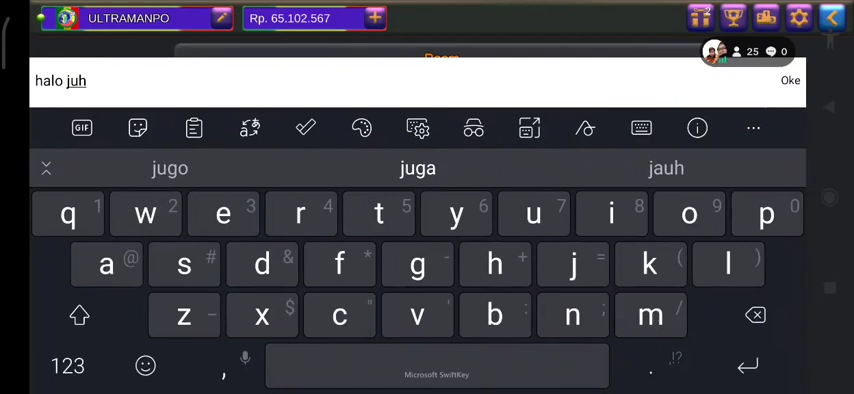 ULTRAMANPO
Rp. 65.102.567
2
25
0
halo juh
Oke
GIF
jugo juga jauh
q 1 w 2 e 3 r 4 t 5 y 6 u 7 i 8 o 9 p 0
a @ s # d & f * g - h + j = k ( l )
z _ x $ c " v ' b : n ; m /
123 , Microsoft SwiftKey . ,!?